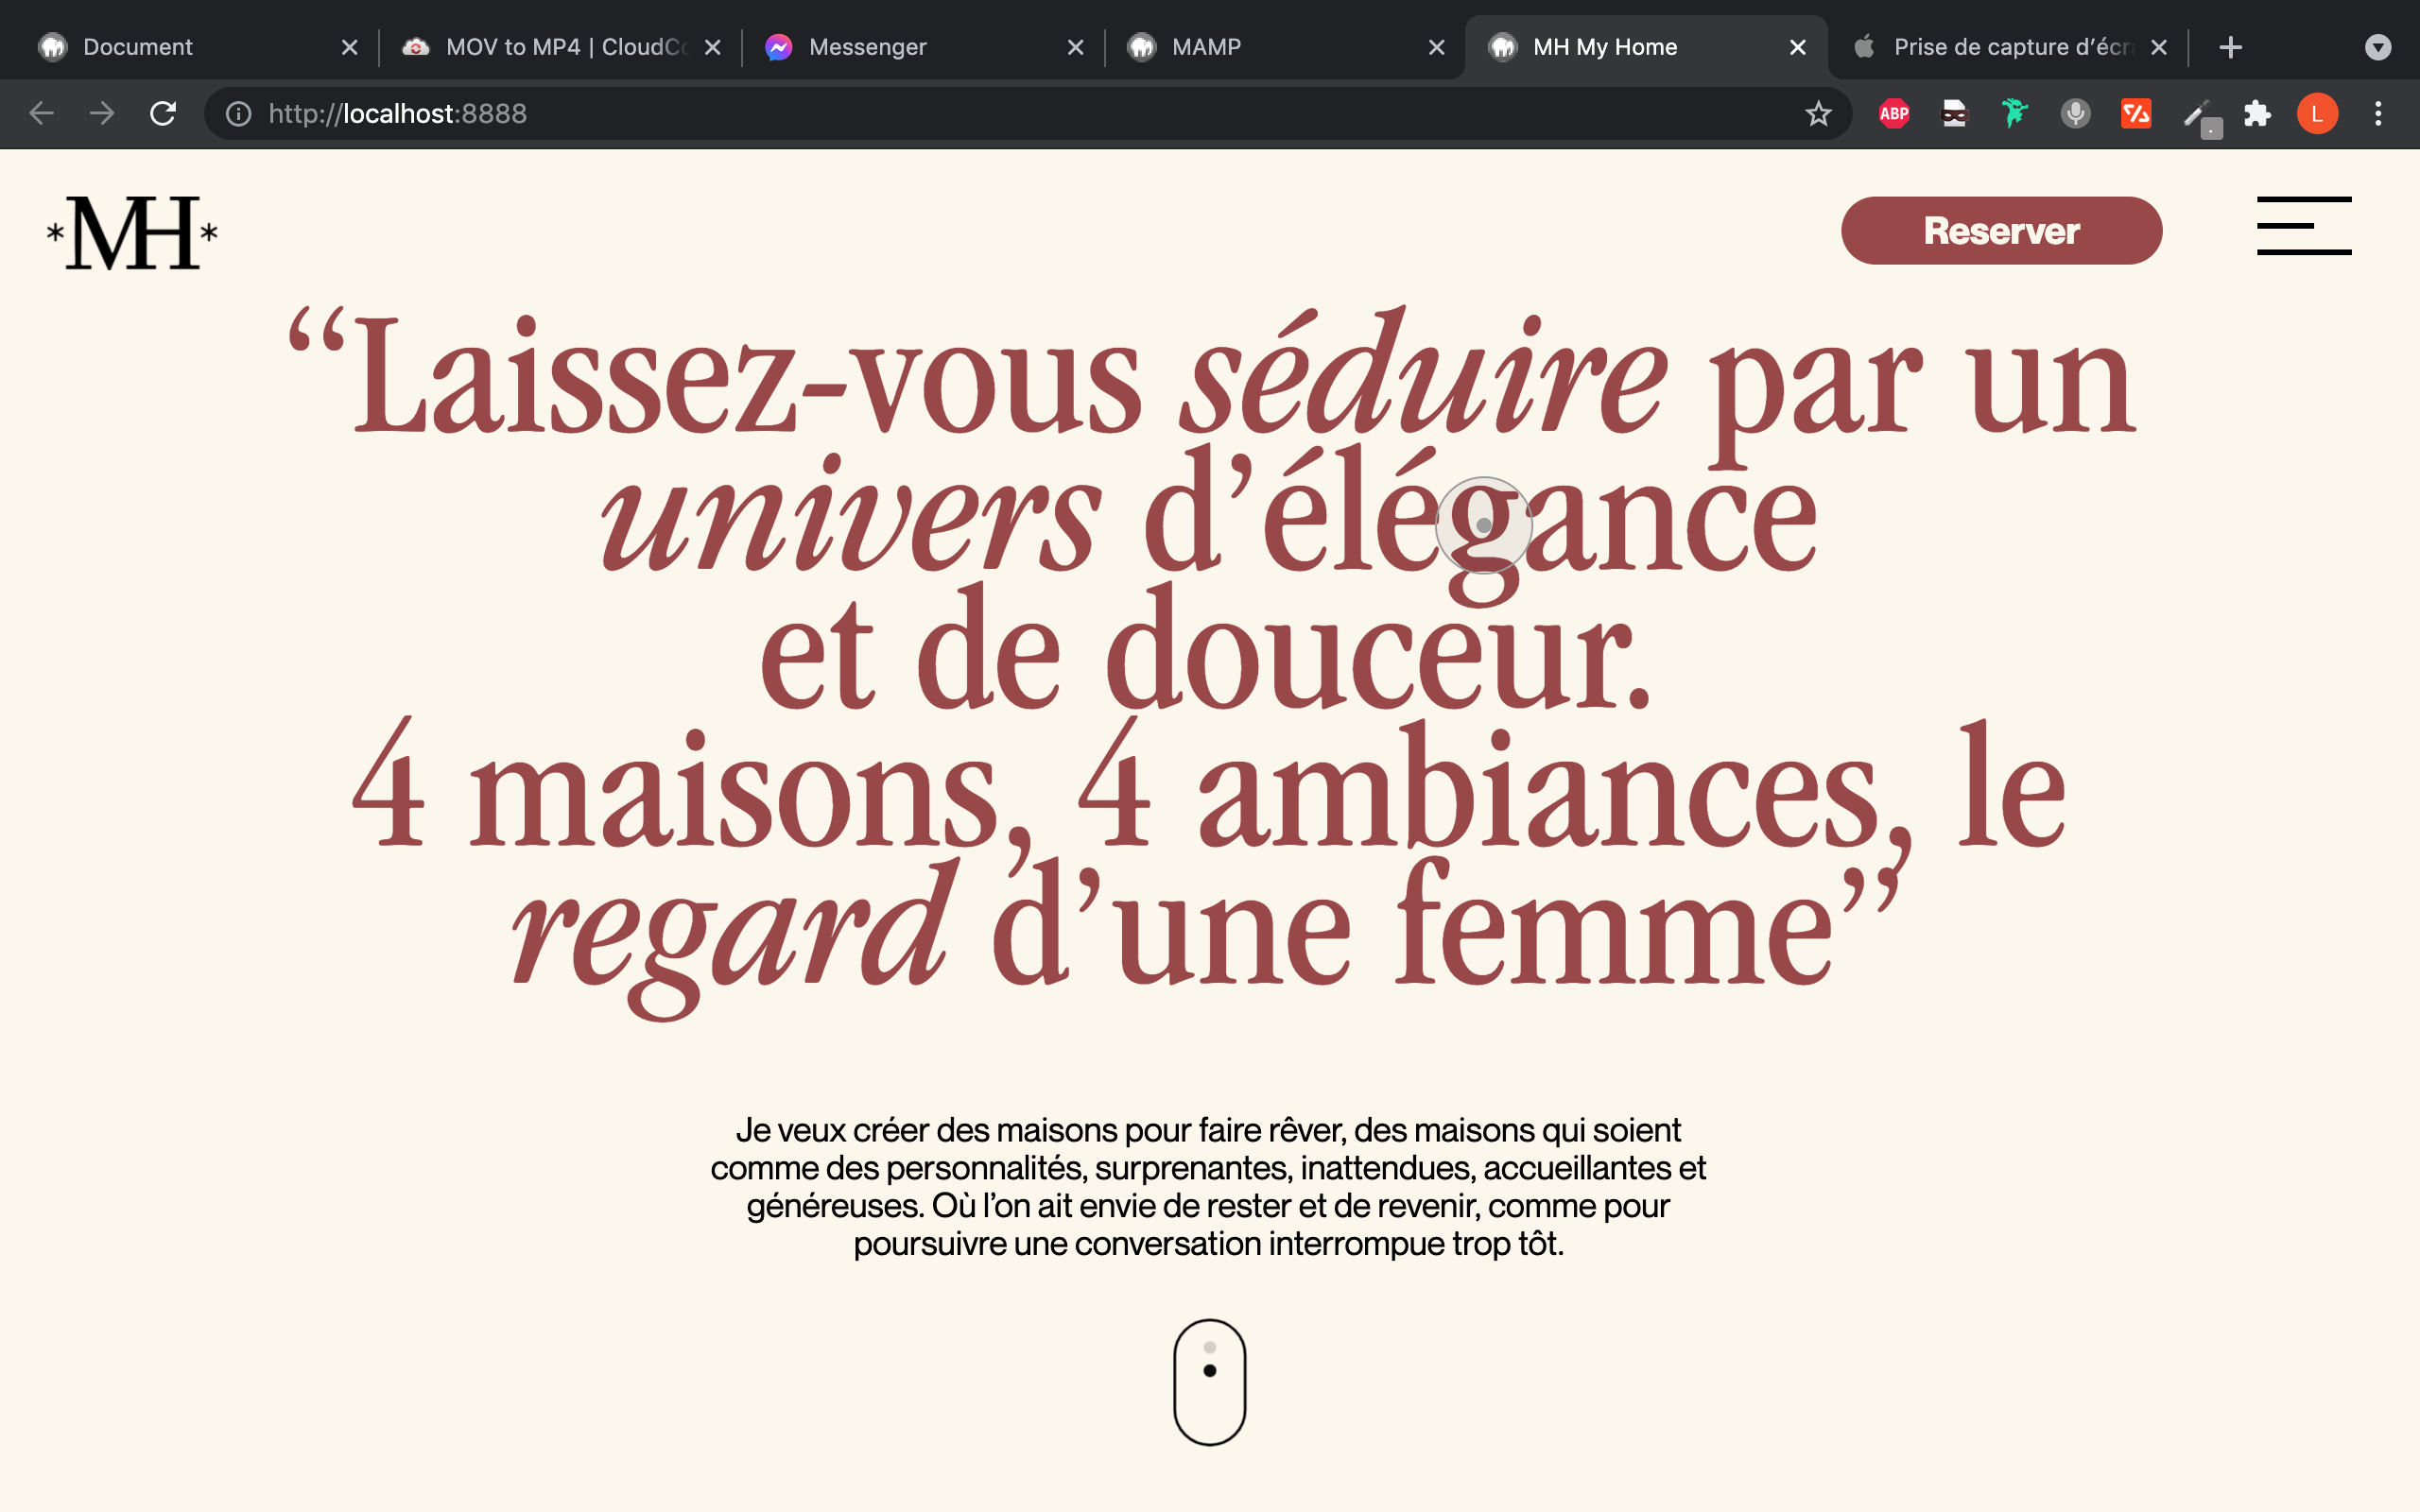 Document
MOV to MP4 | CloudCo
Messenger
MAMP
MH My Home
Prise de capture d’écr
http://localhost:8888
ABP
L
*MH*
Reserver
“Laissez-vous séduire par un
univers d’élégance
et de douceur.
4 maisons, 4 ambiances, le
regard d’une femme”
Je veux créer des maisons pour faire rêver, des maisons qui soient
comme des personnalités, surprenantes, inattendues, accueillantes et
généreuses. Où l’on ait envie de rester et de revenir, comme pour
poursuivre une conversation interrompue trop tôt.